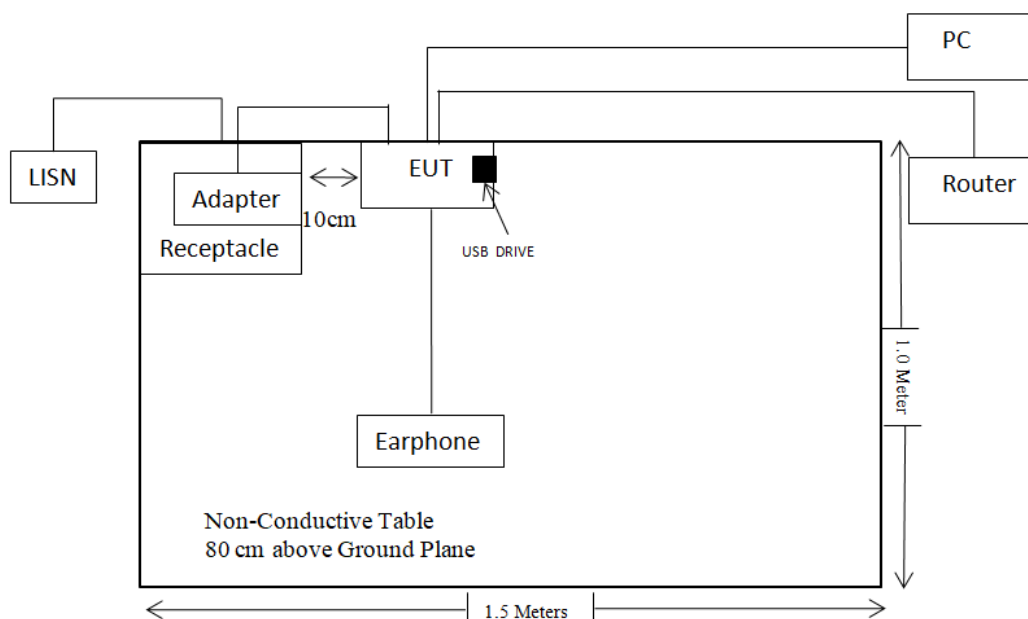 PC
LISN
Adapter
EUT
Router
10cm
Receptacle
USB DRIVE
1.0 Meter
Earphone
Non-Conductive Table
80 cm above Ground Plane
1.5 Meters